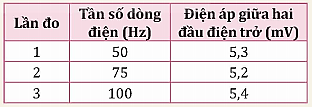 Lần đo | Tần số dòng điện (Hz) | Điện áp giữa hai đầu điện trở (mV)
1 | 50 | 5,3
2 | 75 | 5,2
3 | 100 | 5,4